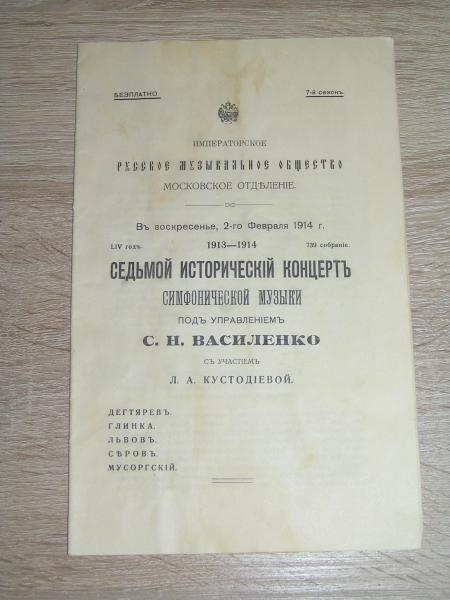 БЕЗПЛАТНО
7-й сезонъ.
ИМПЕРАТОРСКОЕ
РУССКОЕ МУЗЫКАЛЬНОЕ ОБЩЕСТВО
МОСКОВСКОЕ ОТДѢЛЕНІЕ.
Въ воскресенье, 2-го Февраля 1914 г.
LIV годъ. 1913—1914 739 собраніе.
СЕДЬМОЙ ИСТОРИЧЕСКІЙ КОНЦЕРТЪ
СИМФОНИЧЕСКОЙ МУЗЫКИ
ПОДЪ УПРАВЛЕНІЕМЪ
С. Н. ВАСИЛЕНКО
СЪ УЧАСТІЕМЪ
Л. А. КУСТОДІЕВОЙ.
ДЕГТЯРЕВЪ.
ГЛИНКА.
ЛЬВОВЪ.
СѢРОВЪ.
МУСОРГСКІЙ.